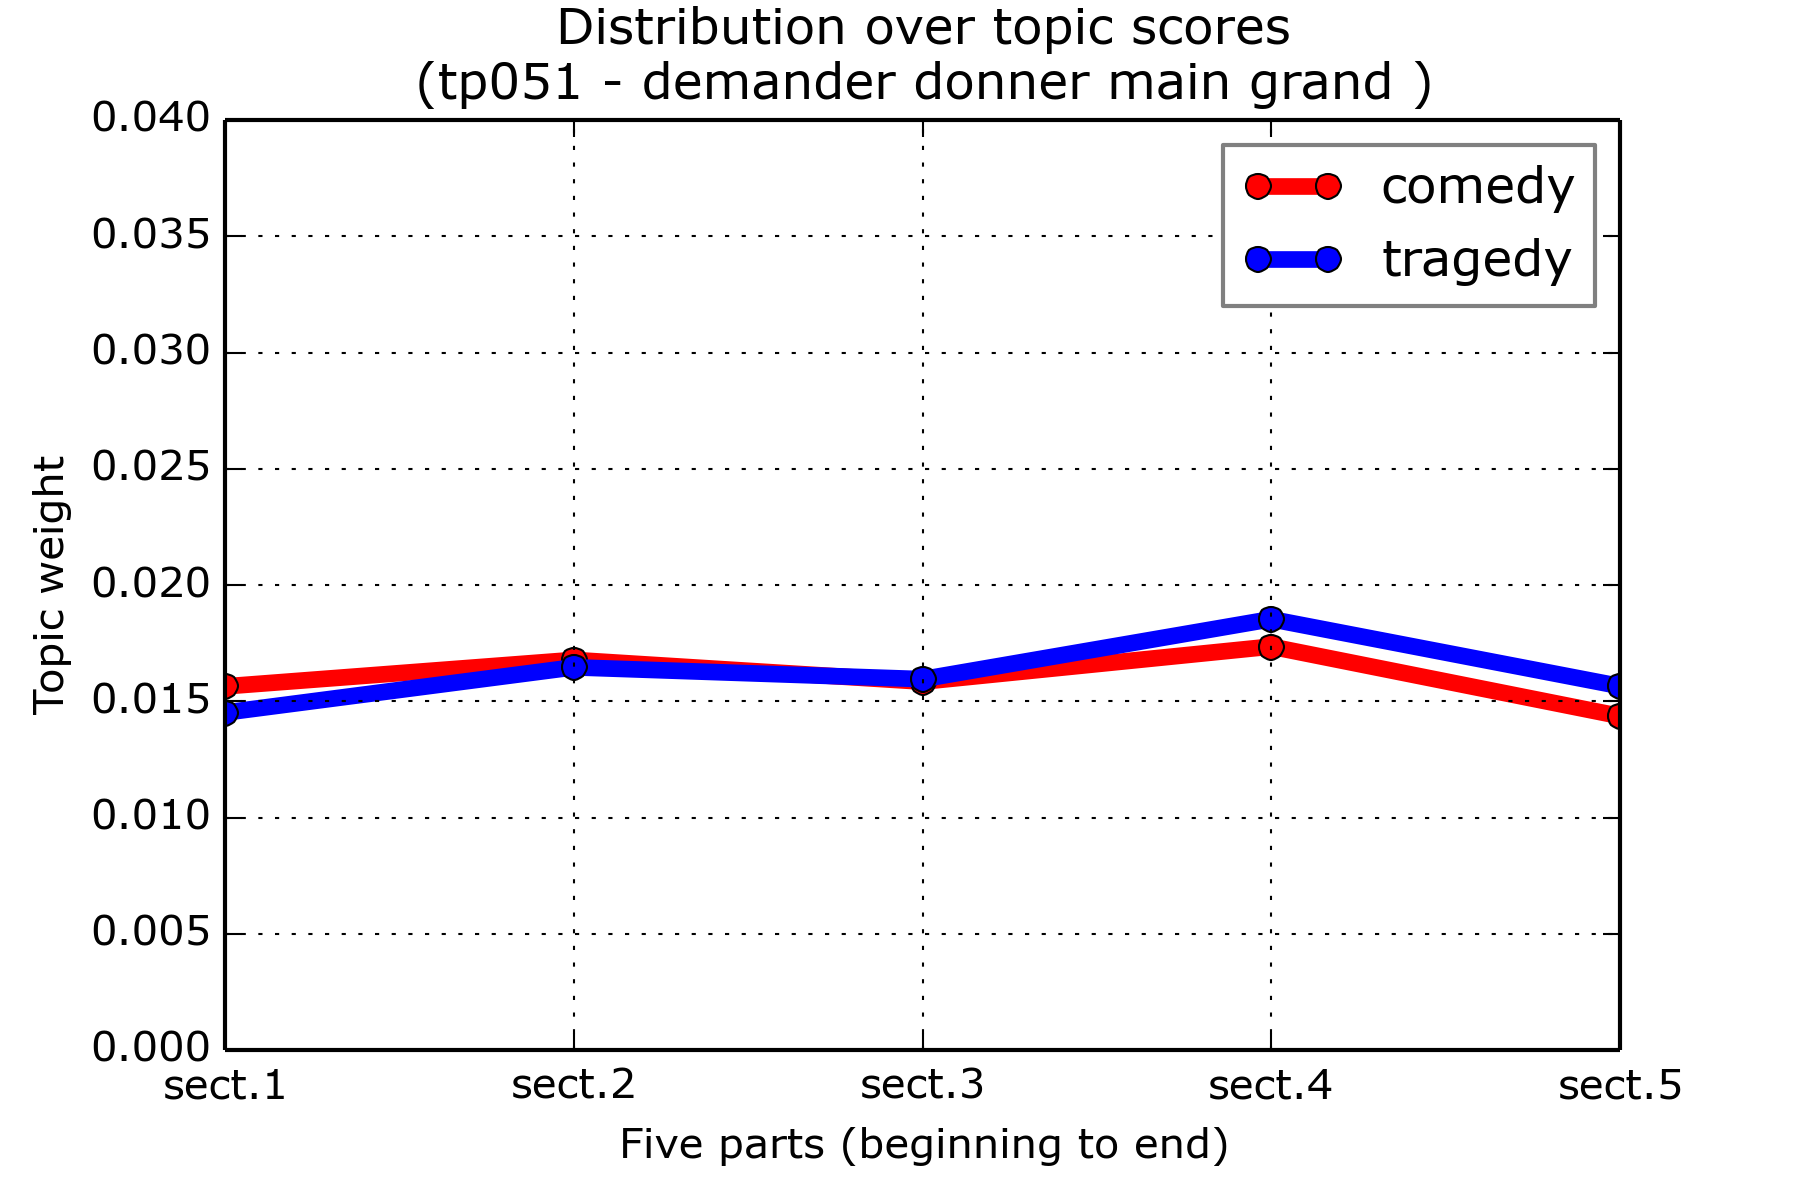 Distribution over topic scores
(tp051 - demander donner main grand )
0.040
0.035
0.030
0.025
0.020
0.015
0.010
0.005
0.000
Topic weight
comedy
tragedy
sect.1 sect.2 sect.3 sect.4 sect.5
Five parts (beginning to end)